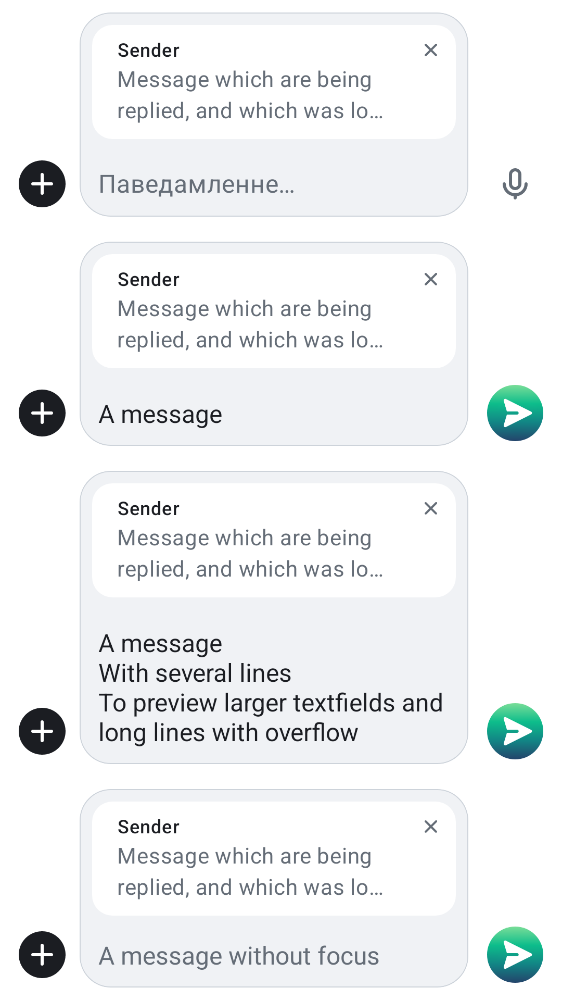 Sender
Message which are being
replied, and which was lo…
Паведамленне…
Sender
Message which are being
replied, and which was lo…
A message
Sender
Message which are being
replied, and which was lo…
A message
With several lines
To preview larger textfields and
long lines with overflow
Sender
Message which are being
replied, and which was lo…
A message without focus